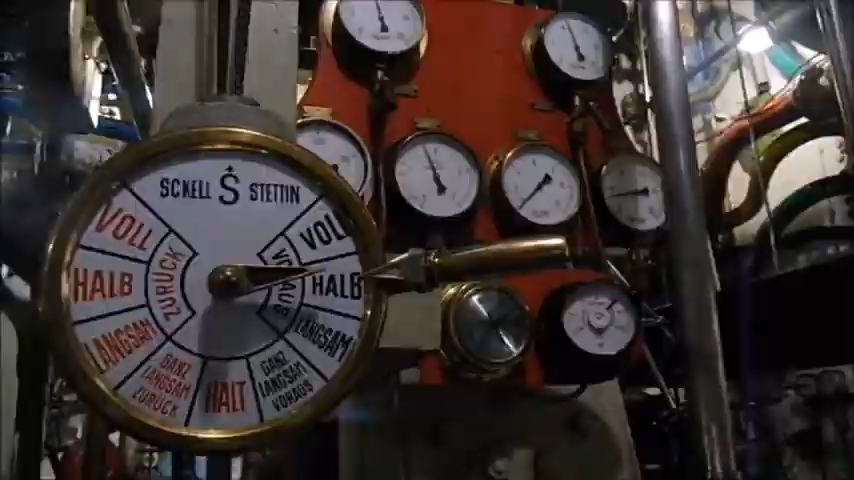 SCKELL S STETTIN
VOLL
VOLL
HALB
ZURÜCK
VORAUS
HALB
LANGSAM
LANGSAM
GANZ
LANGSAM
ZURÜCK
HALT
GANZ
LANGSAM
VORAUS